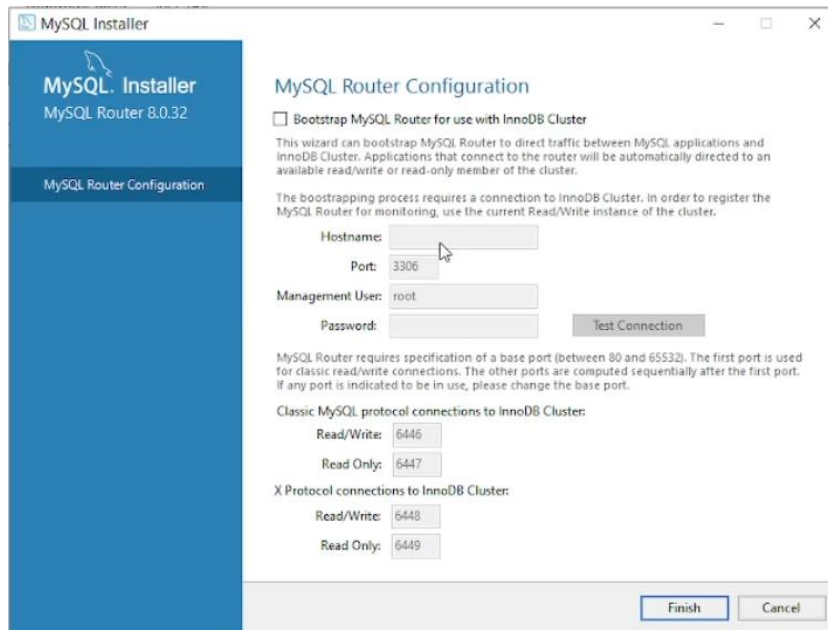 MySQL Installer
MySQL. Installer
MySQL Router 8.0.32
MySQL Router Configuration
MySQL Router Configuration
Bootstrap MySQL Router for use with InnoDB Cluster
This wizard can bootstrap MySQL Router to direct traffic between MySQL applications and
InnoDB Cluster. Applications that connect to the router will be automatically directed to an
available read/write or read-only member of the cluster.
The boostrapping process requires a connection to InnoDB Cluster. In order to register the
MySQL Router for monitoring, use the current Read/Write instance of the cluster.
Hostname:
Port: 3306
Management User: root
Password: Test Connection
MySQL Router requires specification of a base port (between 80 and 65532). The first port is used
for classic read/write connections. The other ports are computed sequentially after the first port.
If any port is indicated to be in use, please change the base port.
Classic MySQL protocol connections to InnoDB Cluster:
Read/Write: 6446
Read Only: 6447
X Protocol connections to InnoDB Cluster:
Read/Write: 6448
Read Only: 6449
Finish Cancel